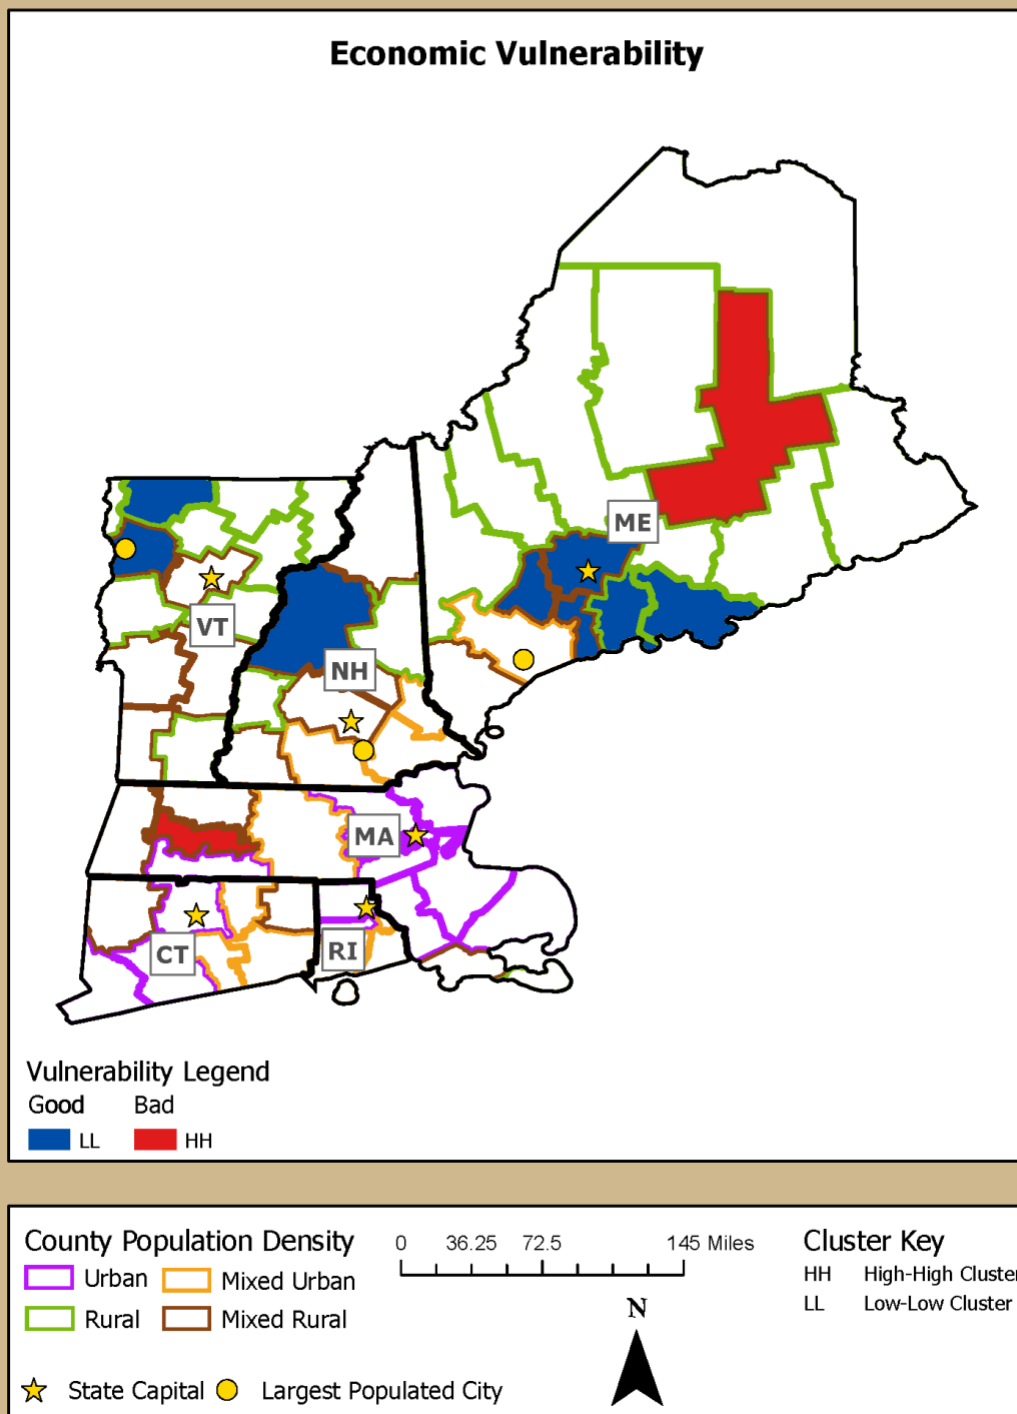 Economic Vulnerability
ME
VT
NH
MA
CT
RI
Vulnerability Legend
Good Bad
LL HH
County Population Density
Urban Mixed Urban
Rural Mixed Rural
State Capital Largest Populated City
0 36.25 72.5 145 Miles
N
Cluster Key
HH High-High Cluster
LL Low-Low Cluster